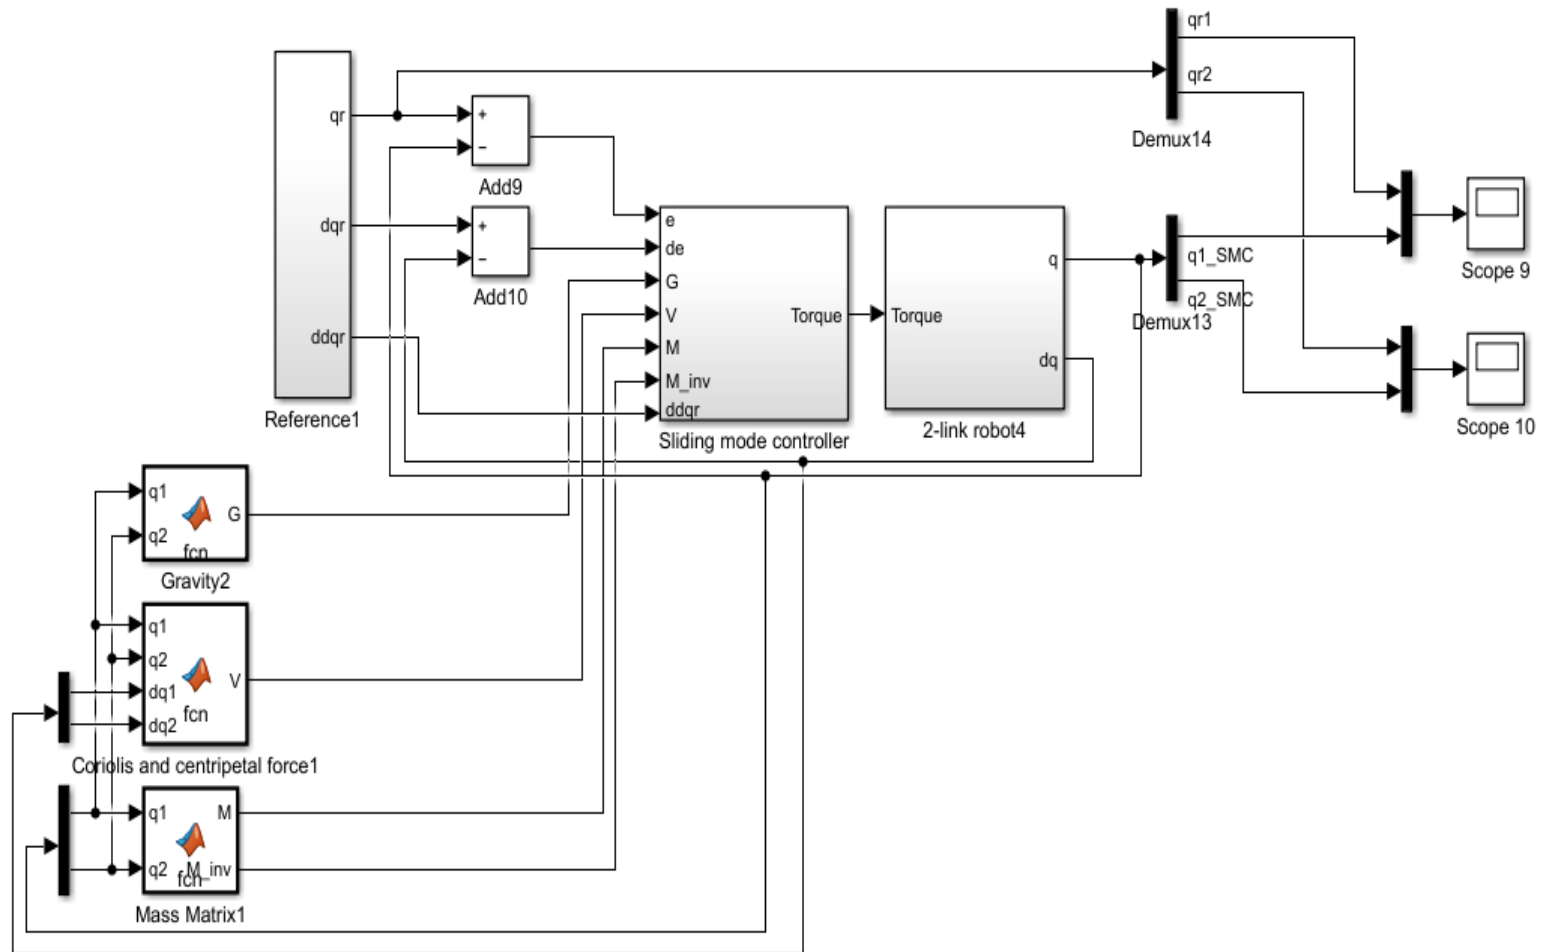 qr
dqr
ddqr
Reference1
+
−
Add9
+
−
Add10
e
de
G
V
M
M_inv
ddqr
Torque
Sliding mode controller
Torque
q
dq
2-link robot4
qr1
qr2
Demux14
q1_SMC
q2_SMC
Demux13
Scope 9
Scope 10
q1
q2
G
fcn
Gravity2
q1
q2
dq1
dq2
V
fcn
Coriolis and centripetal force1
q1
q2
M
M_inv
fcn
Mass Matrix1